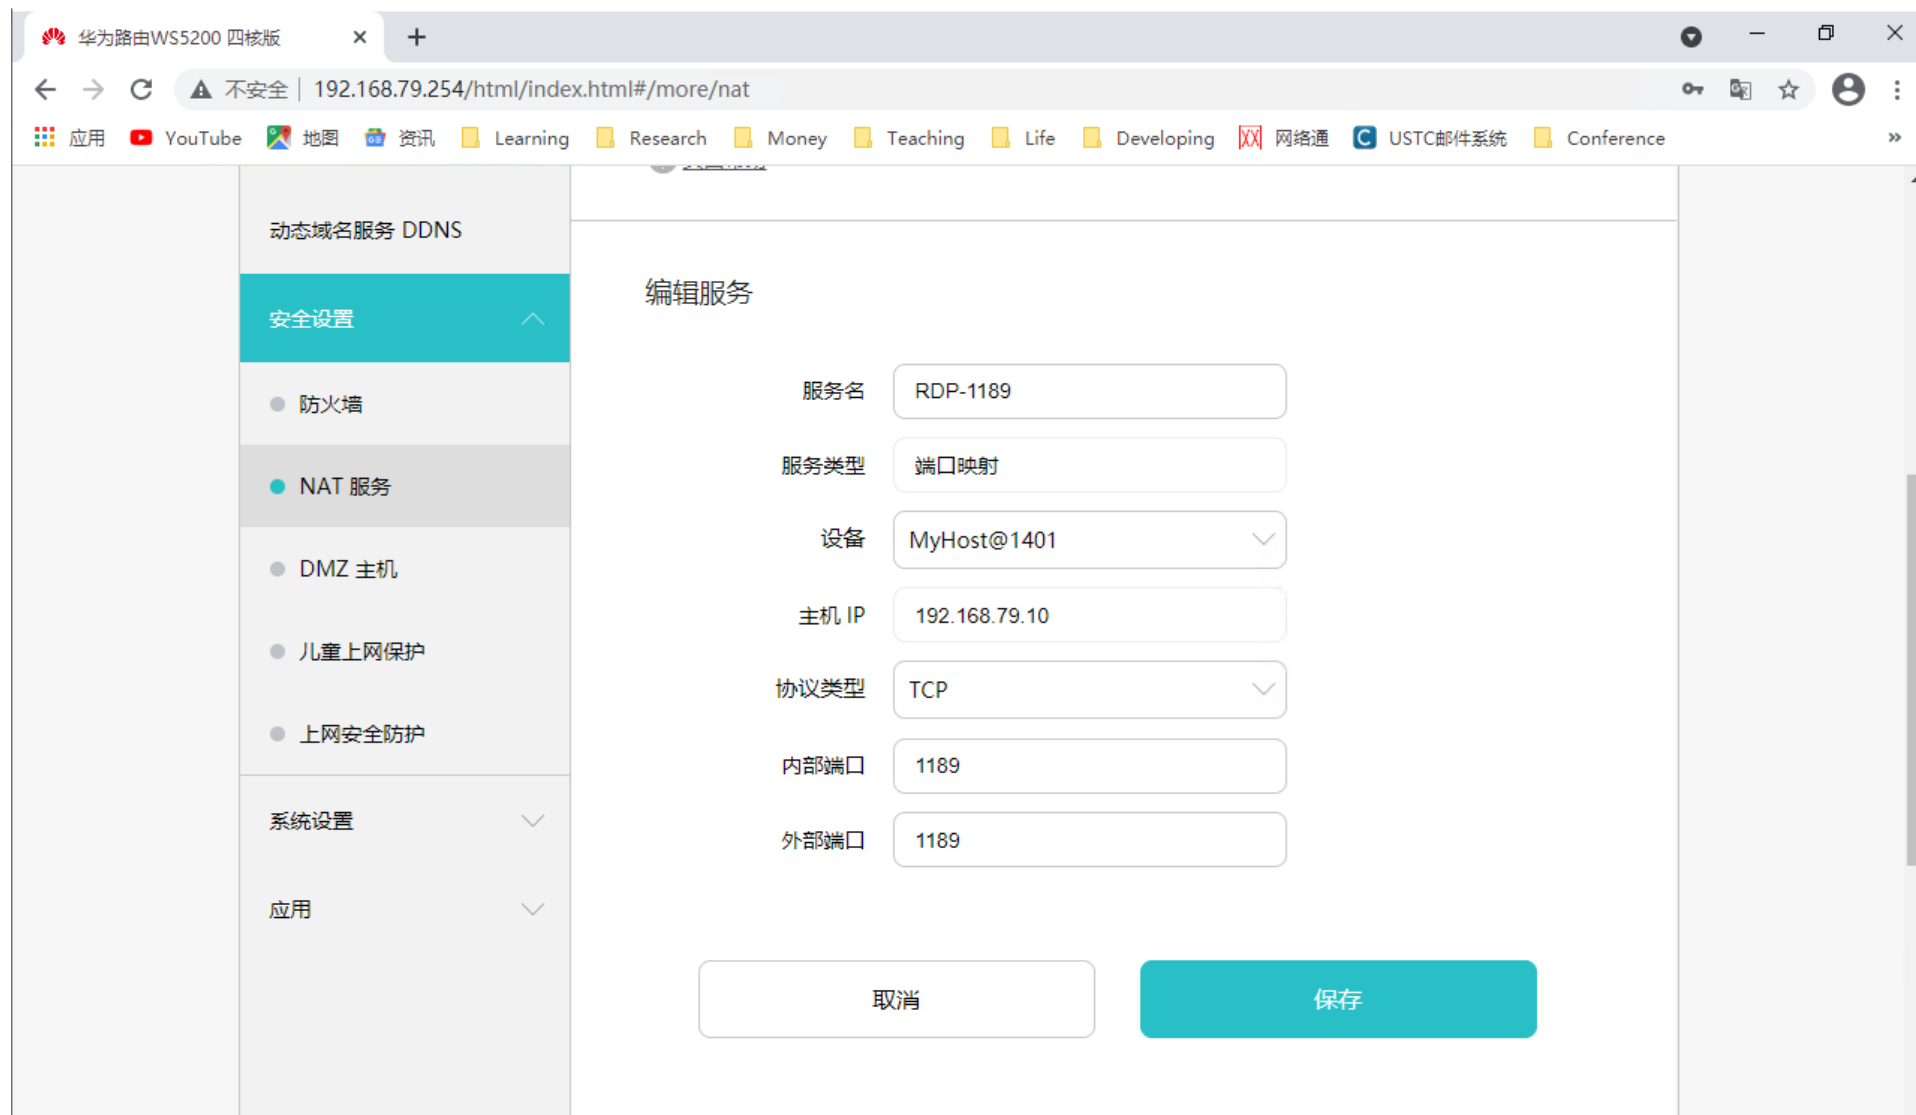 华为路由WS5200 四核版
不安全 | 192.168.79.254/html/index.html#/more/nat
应用 YouTube 地图 资讯 Learning Research Money Teaching Life Developing 网络通 USTC邮件系统 Conference
动态域名服务 DDNS
安全设置
防火墙
NAT 服务
DMZ 主机
儿童上网保护
上网安全防护
系统设置
应用
编辑服务
服务名 RDP-1189
服务类型 端口映射
设备 MyHost@1401
主机 IP 192.168.79.10
协议类型 TCP
内部端口 1189
外部端口 1189
取消 保存